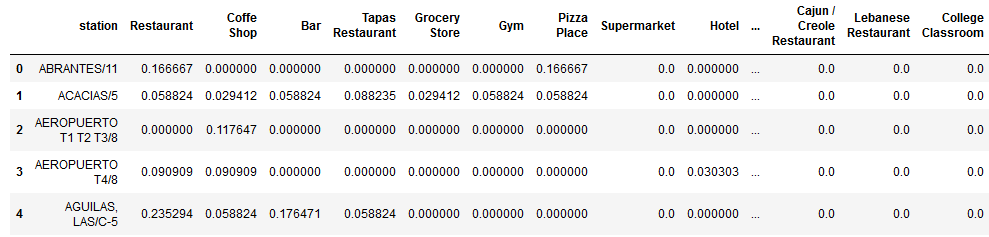 station Restaurant Coffe Shop Bar Tapas Restaurant Grocery Store Gym Pizza Place Supermarket Hotel ... Cajun / Creole Restaurant Lebanese Restaurant College Classroom
0 ABRANTES/11 0.166667 0.000000 0.000000 0.000000 0.000000 0.000000 0.166667 0.0 0.000000 ... 0.0 0.0 0.0
1 ACACIAS/5 0.058824 0.029412 0.058824 0.088235 0.029412 0.058824 0.058824 0.0 0.000000 ... 0.0 0.0 0.0
2 AEROPUERTO T1 T2 T3/8 0.000000 0.117647 0.000000 0.000000 0.000000 0.000000 0.000000 0.0 0.000000 ... 0.0 0.0 0.0
3 AEROPUERTO T4/8 0.090909 0.090909 0.000000 0.000000 0.000000 0.000000 0.000000 0.0 0.030303 ... 0.0 0.0 0.0
4 AGUILAS, LAS/C-5 0.235294 0.058824 0.176471 0.058824 0.000000 0.000000 0.000000 0.0 0.000000 ... 0.0 0.0 0.0